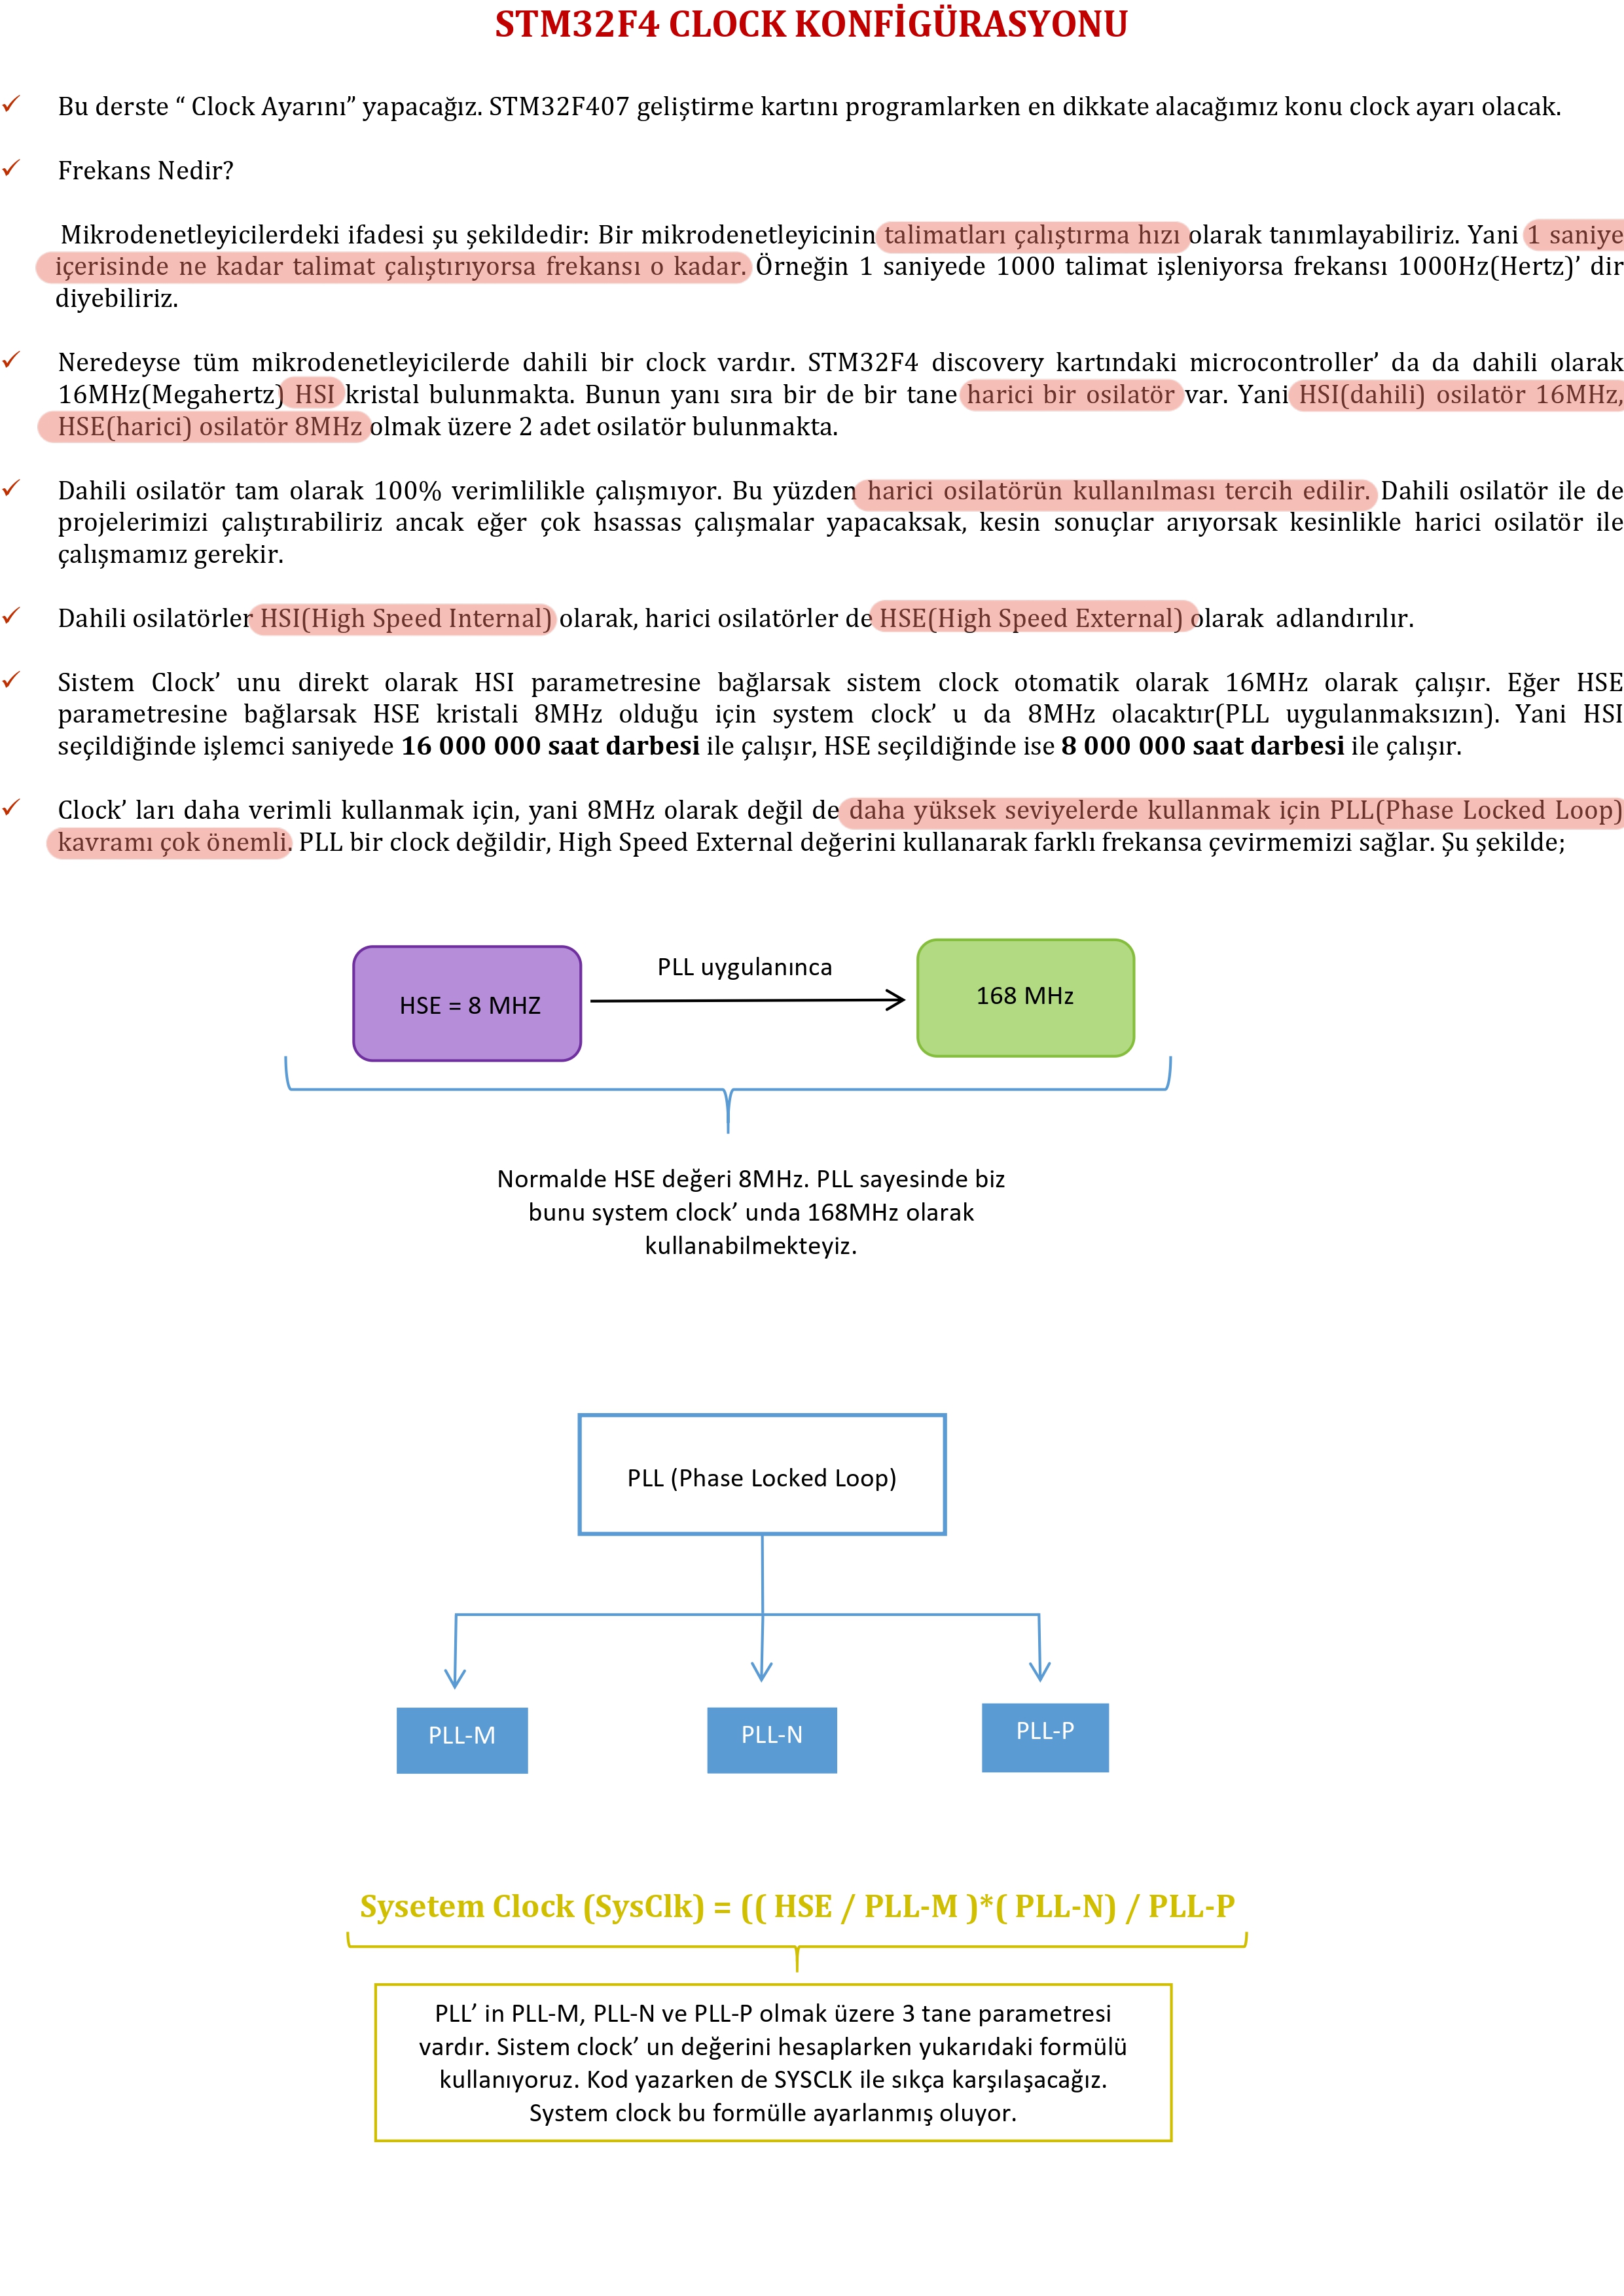 STM32F4 CLOCK KONFİGÜRASYONU
✓ Bu derste “ Clock Ayarını” yapacağız. STM32F407 geliştirme kartını programlarken en dikkate alacağımız konu clock ayarı olacak.
✓ Frekans Nedir?
Mikrodenetleyicilerdeki ifadesi şu şekildedir: Bir mikrodenetleyicinin talimatları çalıştırma hızı olarak tanımlayabiliriz. Yani 1 saniye
içerisinde ne kadar talimat çalıştırıyorsa frekansı o kadar. Örneğin 1 saniyede 1000 talimat işleniyorsa frekansı 1000Hz(Hertz)’ dir
diyebiliriz.
✓ Neredeyse tüm mikrodenetleyicilerde dahili bir clock vardır. STM32F4 discovery kartındaki microcontroller’ da da dahili olarak
16MHz(Megahertz) HSI kristal bulunmakta. Bunun yanı sıra bir de bir tane harici bir osilatör var. Yani HSI(dahili) osilatör 16MHz,
HSE(harici) osilatör 8MHz olmak üzere 2 adet osilatör bulunmakta.
✓ Dahili osilatör tam olarak 100% verimlilikle çalışmıyor. Bu yüzden harici osilatörün kullanılması tercih edilir. Dahili osilatör ile de
projelerimizi çalıştırabiliriz ancak eğer çok hsassas çalışmalar yapacaksak, kesin sonuçlar arıyorsak kesinlikle harici osilatör ile
çalışmamız gerekir.
✓ Dahili osilatörler HSI(High Speed Internal) olarak, harici osilatörler de HSE(High Speed External) olarak adlandırılır.
✓ Sistem Clock’ unu direkt olarak HSI parametresine bağlarsak sistem clock otomatik olarak 16MHz olarak çalışır. Eğer HSE
parametresine bağlarsak HSE kristali 8MHz olduğu için system clock’ u da 8MHz olacaktır(PLL uygulanmaksızın). Yani HSI
seçildiğinde işlemci saniyede 16 000 000 saat darbesi ile çalışır, HSE seçildiğinde ise 8 000 000 saat darbesi ile çalışır.
✓ Clock’ ları daha verimli kullanmak için, yani 8MHz olarak değil de daha yüksek seviyelerde kullanmak için PLL(Phase Locked Loop)
kavramı çok önemli. PLL bir clock değildir, High Speed External değerini kullanarak farklı frekansa çevirmemizi sağlar. Şu şekilde;
HSE = 8 MHZ
PLL uygulanınca
168 MHz
Normalde HSE değeri 8MHz. PLL sayesinde biz
bunu system clock’ unda 168MHz olarak
kullanabilmekteyiz.
PLL (Phase Locked Loop)
PLL-M
PLL-N
PLL-P
Sysetem Clock (SysClk) = (( HSE / PLL-M )*( PLL-N) / PLL-P
PLL’ in PLL-M, PLL-N ve PLL-P olmak üzere 3 tane parametresi
vardır. Sistem clock’ un değerini hesaplarken yukarıdaki formülü
kullanıyoruz. Kod yazarken de SYSCLK ile sıkça karşılaşacağız.
System clock bu formülle ayarlanmış oluyor.